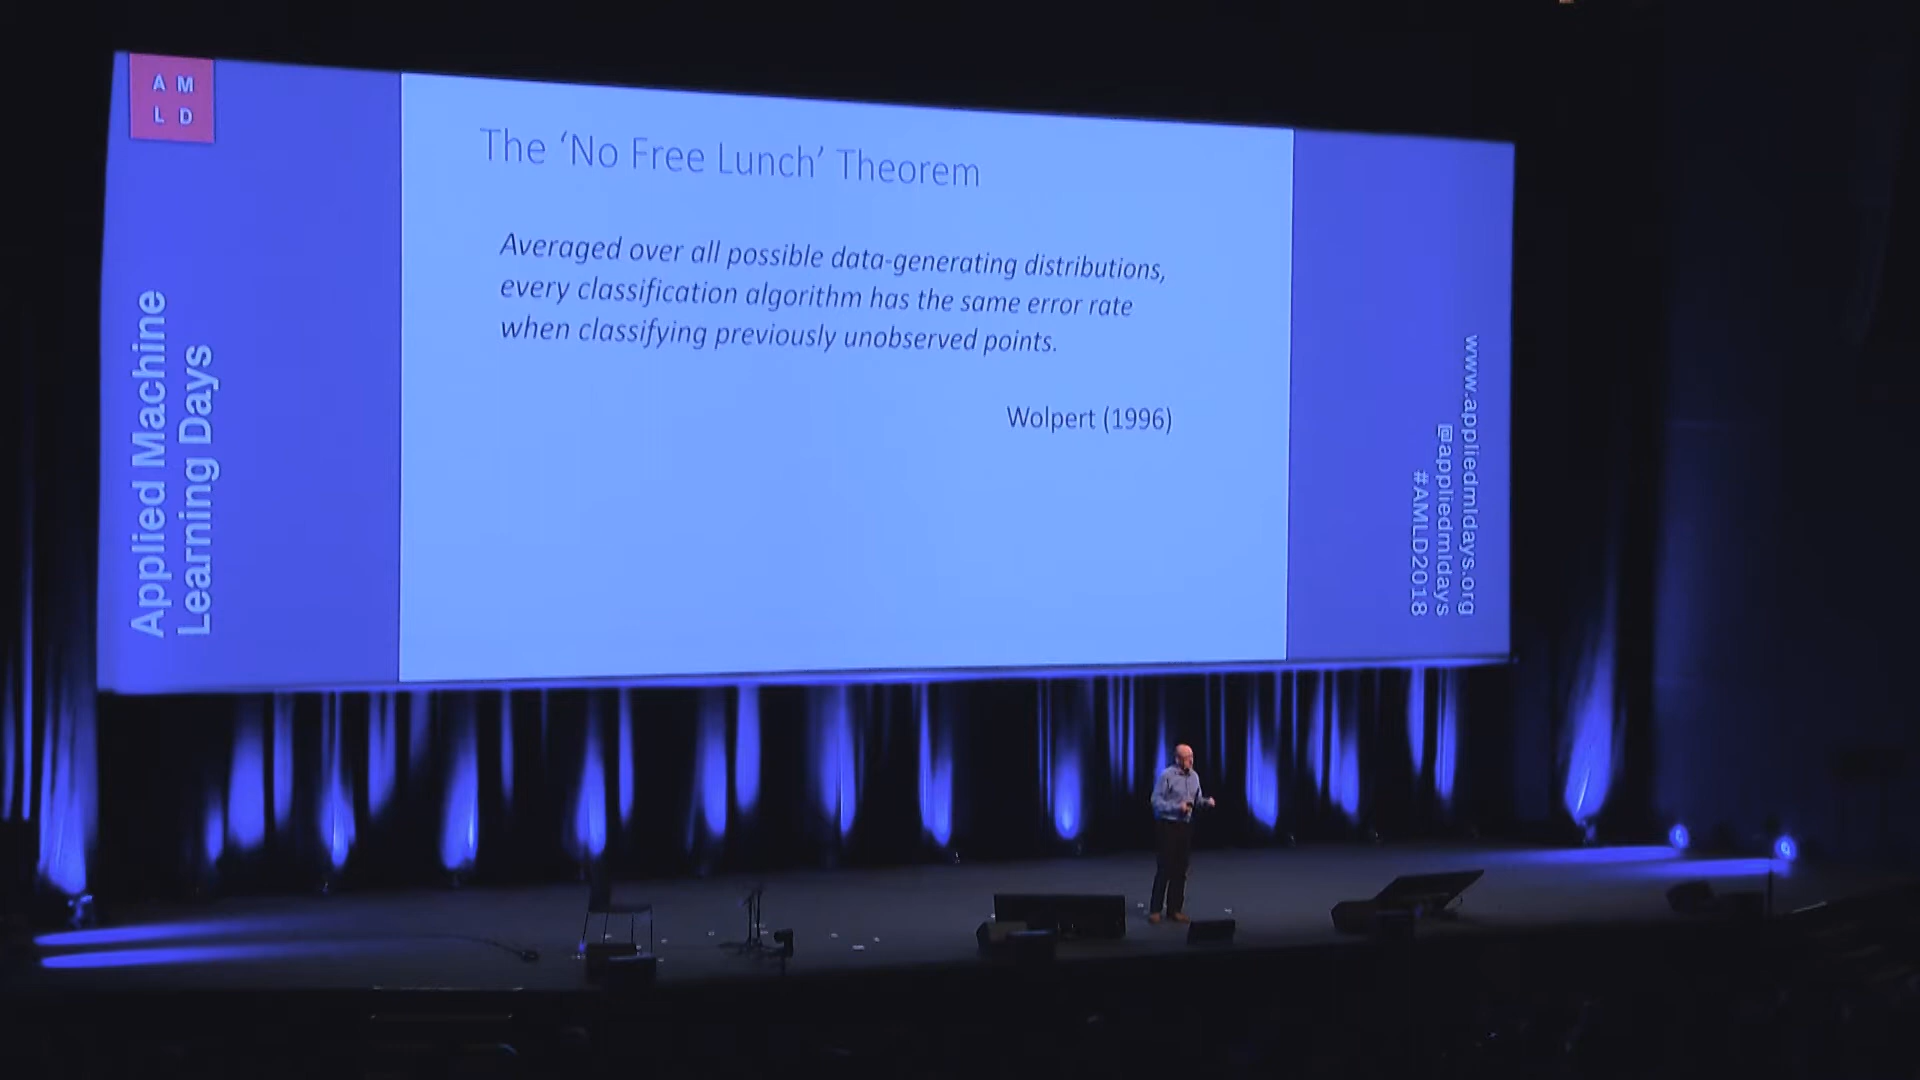 A M
L D
Applied Machine
Learning Days
The ‘No Free Lunch’ Theorem
Averaged over all possible data-generating distributions,
every classification algorithm has the same error rate
when classifying previously unobserved points.
Wolpert (1996)
www.appliedmldays.org
@appliedmldays
#AMLD2018